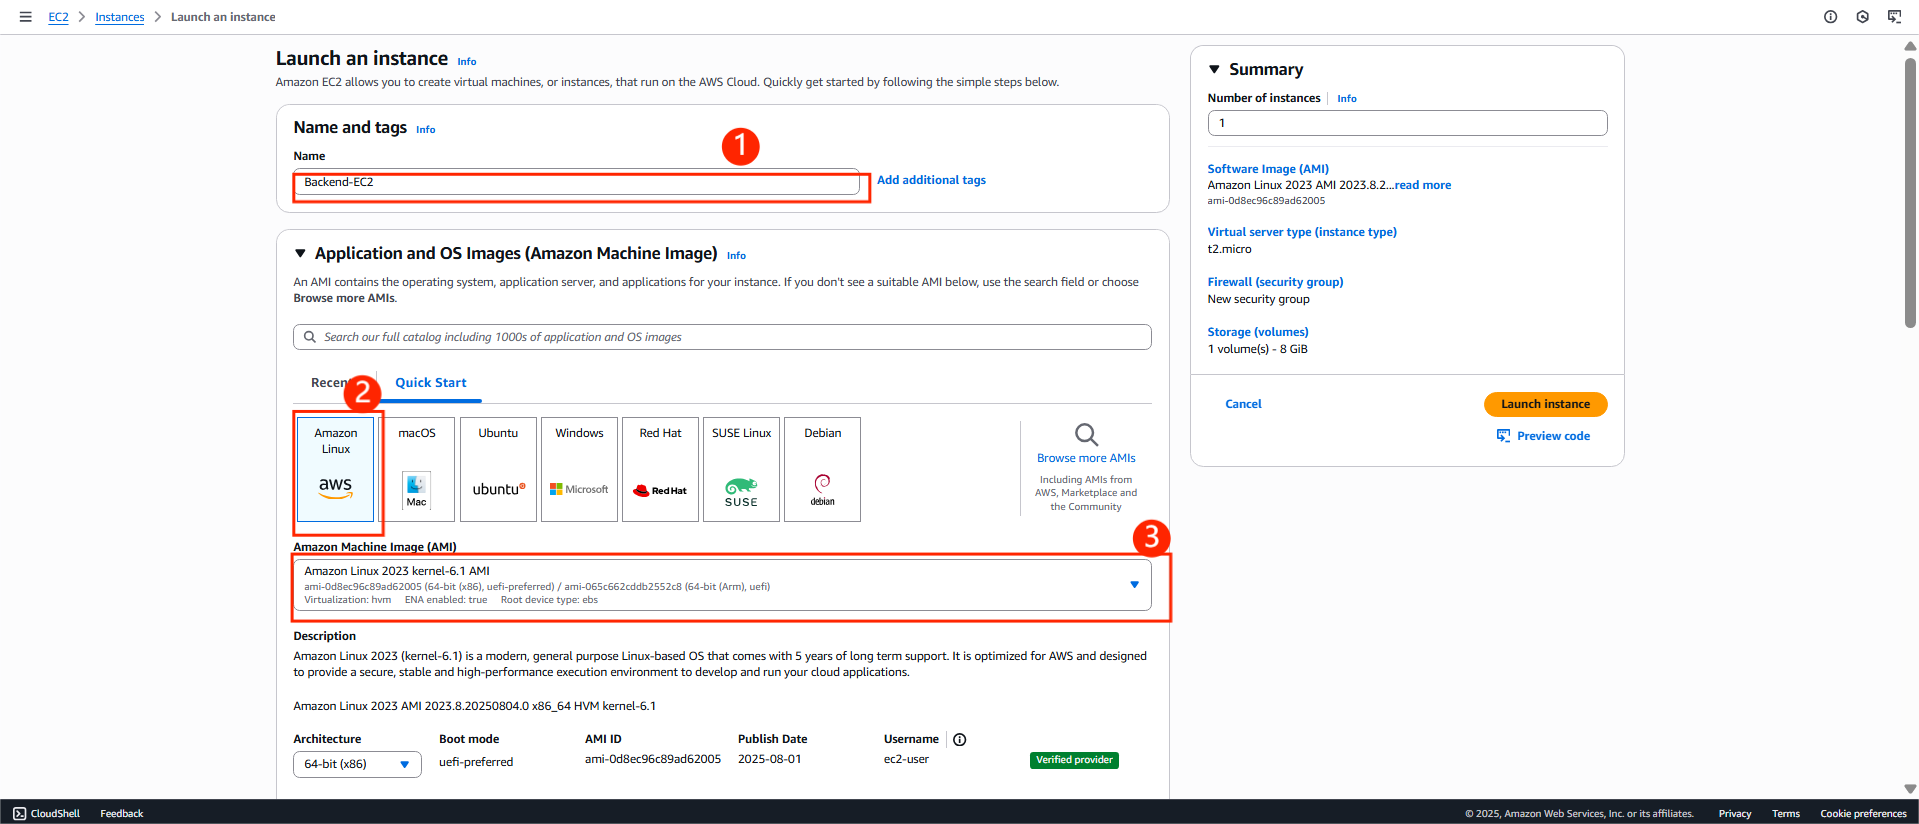 EC2 > Instances > Launch an instance
Launch an instance Info
Amazon EC2 allows you to create virtual machines, or instances, that run on the AWS Cloud. Quickly get started by following the simple steps below.
Name and tags Info
1
Name
Backend-EC2
Add additional tags
Application and OS Images (Amazon Machine Image) Info
An AMI contains the operating system, application server, and applications for your instance. If you don't see a suitable AMI below, use the search field or choose
Browse more AMIs.
Search our full catalog including 1000s of application and OS images
Quick Start
2
Amazon
Linux
aws
macOS
Mac
Ubuntu
ubuntu
Windows
Microsoft
Red Hat
Red Hat
SUSE Linux
SUSE
Debian
debian
Browse more AMIs
Including AMIs from
AWS, Marketplace and
the Community
3
Amazon Machine Image (AMI)
Amazon Linux 2023 kernel-6.1 AMI
ami-0d8ec96c89ad62005 (64-bit (x86), uefi-preferred) / ami-065c662cddb2552c8 (64-bit (Arm), uefi)
Virtualization: hvm ENA enabled: true Root device type: ebs
Description
Amazon Linux 2023 (kernel-6.1) is a modern, general purpose Linux-based OS that comes with 5 years of long term support. It is optimized for AWS and designed
to provide a secure, stable and high-performance execution environment to develop and run your cloud applications.
Amazon Linux 2023 AMI 2023.8.20250804.0 x86_64 HVM kernel-6.1
Architecture
64-bit (x86)
Boot mode
uefi-preferred
AMI ID
ami-0d8ec96c89ad62005
Publish Date
2025-08-01
Username
ec2-user
Verified provider
Summary
Number of instances Info
1
Software Image (AMI)
Amazon Linux 2023 AMI 2023.8.2...read more
ami-0d8ec96c89ad62005
Virtual server type (instance type)
t2.micro
Firewall (security group)
New security group
Storage (volumes)
1 volume(s) - 8 GiB
Cancel
Launch instance
Preview code
CloudShell Feedback
© 2025, Amazon Web Services, Inc. or its affiliates. Privacy Terms Cookie preferences